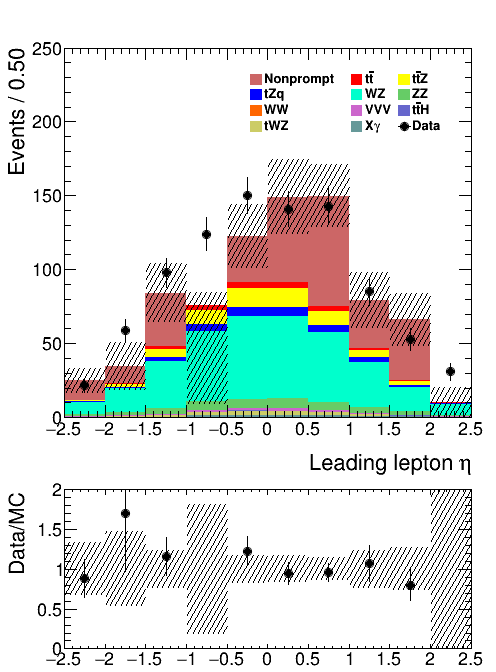 Events / 0.50
250
200
150
100
50
0
Nonprompt tt̄ tt̄Z
tZq WZ ZZ
WW VVV tt̄H
tWZ Xγ Data
−2.5 −2 −1.5 −1 −0.5 0 0.5 1 1.5 2 2.5
Leading lepton η
Data/MC
2
1.5
1
0.5
0
−2.5 −2 −1.5 −1 −0.5 0 0.5 1 1.5 2 2.5